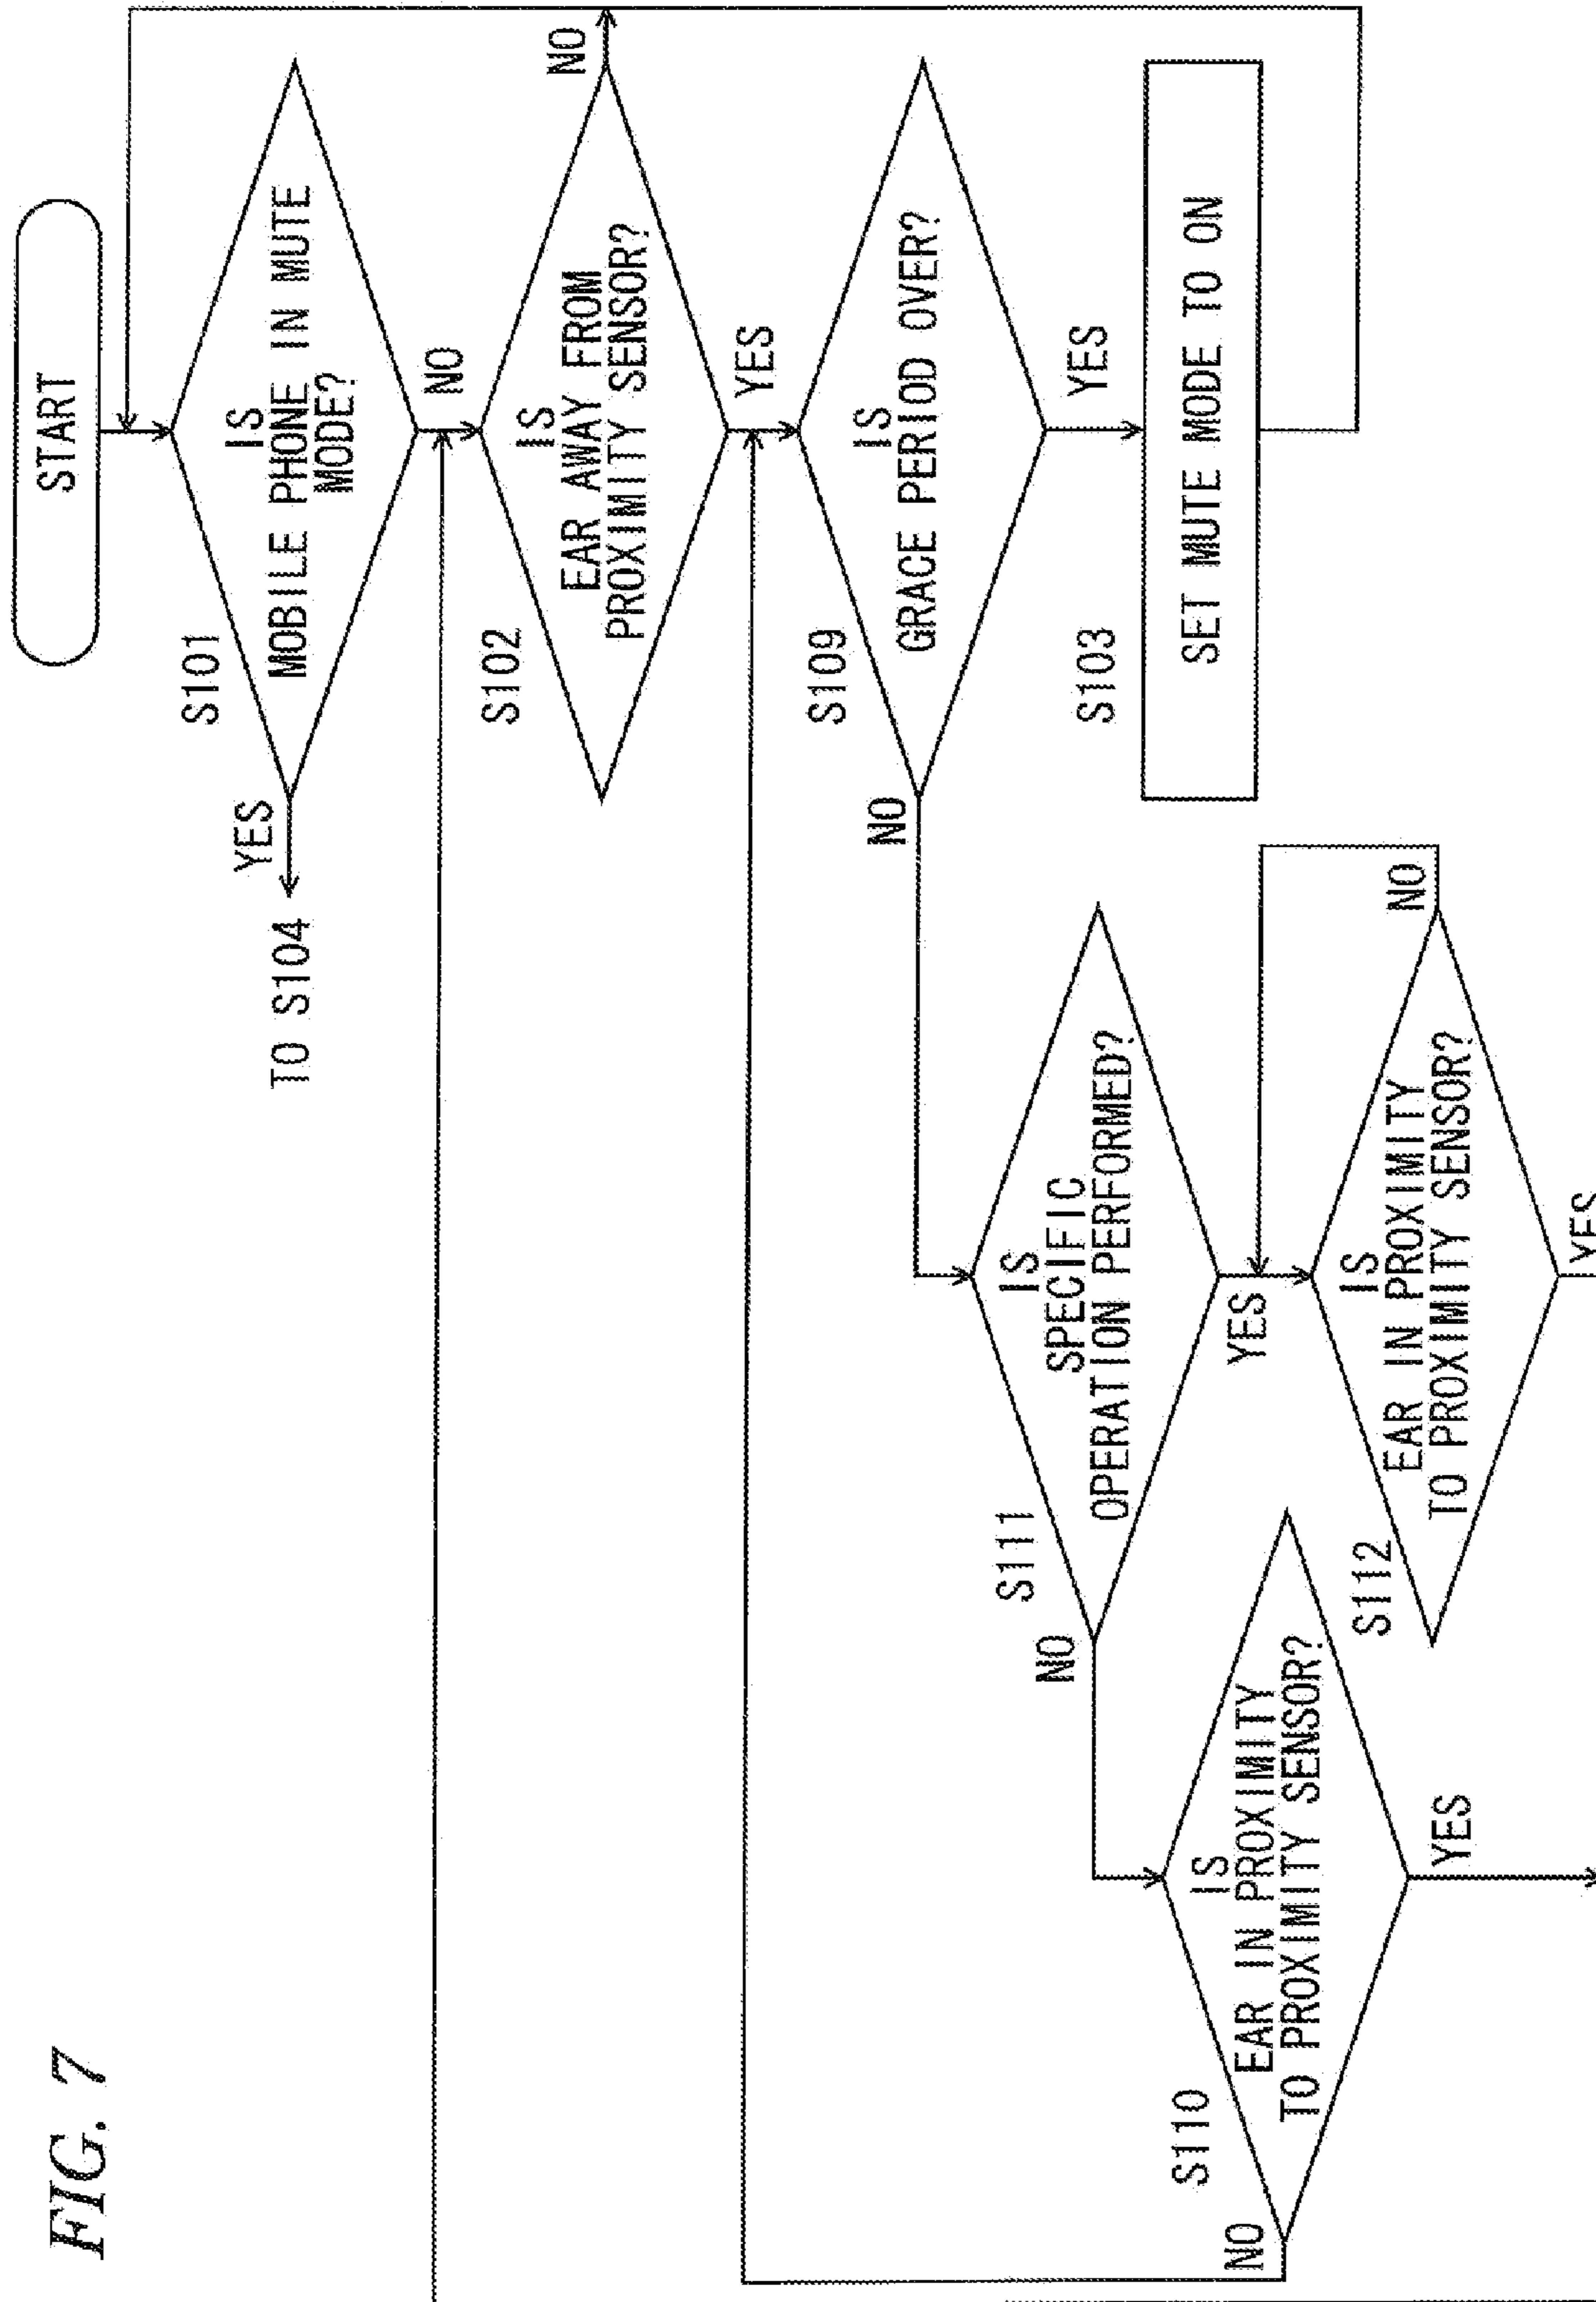 FIG. 7
START
S101
IS
MOBILE PHONE IN MUTE
MODE?
YES
TO S104
NO
S102
IS
EAR AWAY FROM
PROXIMITY SENSOR?
NO
YES
S109
IS
GRACE PERIOD OVER?
NO
YES
S103
SET MUTE MODE TO ON
S111
IS
SPECIFIC
OPERATION PERFORMED?
NO
YES
S110
IS
EAR IN PROXIMITY
TO PROXIMITY SENSOR?
NO
YES
S112
IS
EAR IN PROXIMITY
TO PROXIMITY SENSOR?
NO
YES